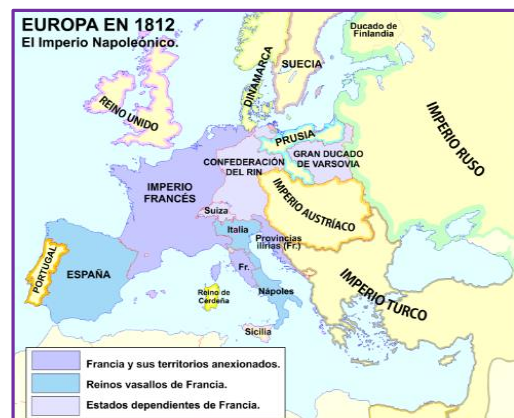 EUROPA EN 1812
El Imperio Napoleónico.
Ducado de
Finlandia
SUECIA
DINAMARCA
REINO UNIDO
IMPERIO RUSO
PRUSIA
GRAN DUCADO
DE VARSOVIA
CONFEDERACIÓN
DEL RIN
IMPERIO
FRANCÉS
IMPERIO AUSTRÍACO
Suiza
Italia
Provincias
ilirias (Fr.)
PORTUGAL
ESPAÑA
Fr.
Reino de
Cerdeña
Nápoles
IMPERIO TURCO
Sicilia
Francia y sus territorios anexionados.
Reinos vasallos de Francia.
Estados dependientes de Francia.